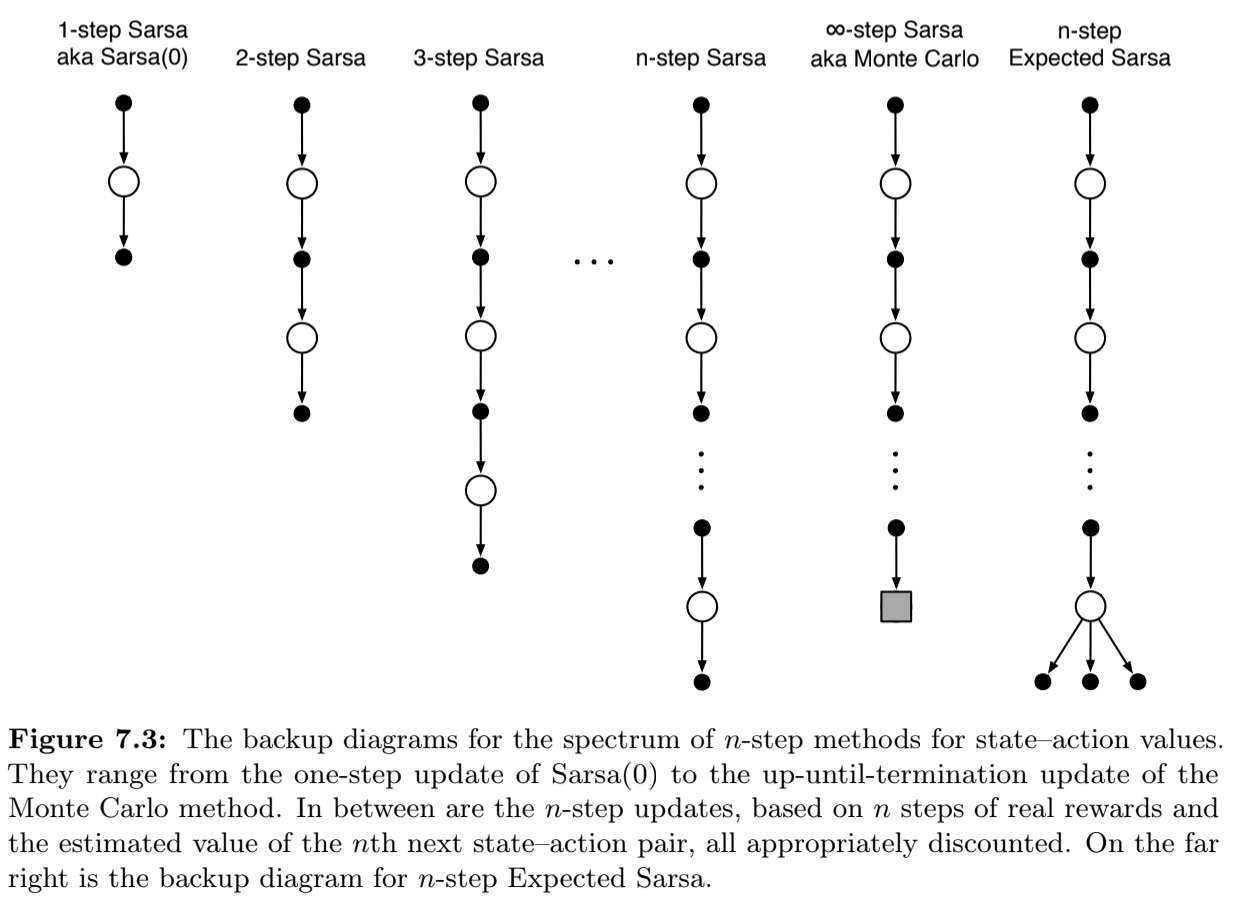 1-step Sarsa
aka Sarsa(0)
2-step Sarsa
3-step Sarsa
n-step Sarsa
∞-step Sarsa
aka Monte Carlo
n-step
Expected Sarsa
Figure 7.3: The backup diagrams for the spectrum of n-step methods for state–action values.
They range from the one-step update of Sarsa(0) to the up-until-termination update of the
Monte Carlo method. In between are the n-step updates, based on n steps of real rewards and
the estimated value of the nth next state–action pair, all appropriately discounted. On the far
right is the backup diagram for n-step Expected Sarsa.